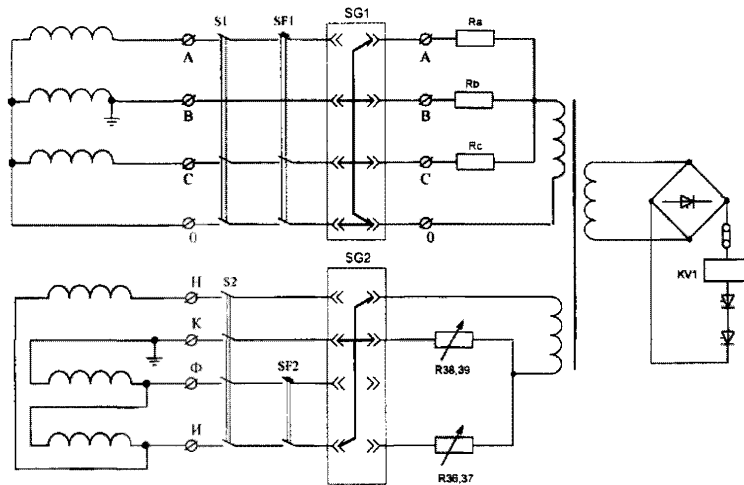 S1
SF1
SG1
Ra
A
A
Rb
B
B
Rc
C
C
0
0
KV1
SG2
H
S2
К
R38,39
Ф
SF2
И
R36,37